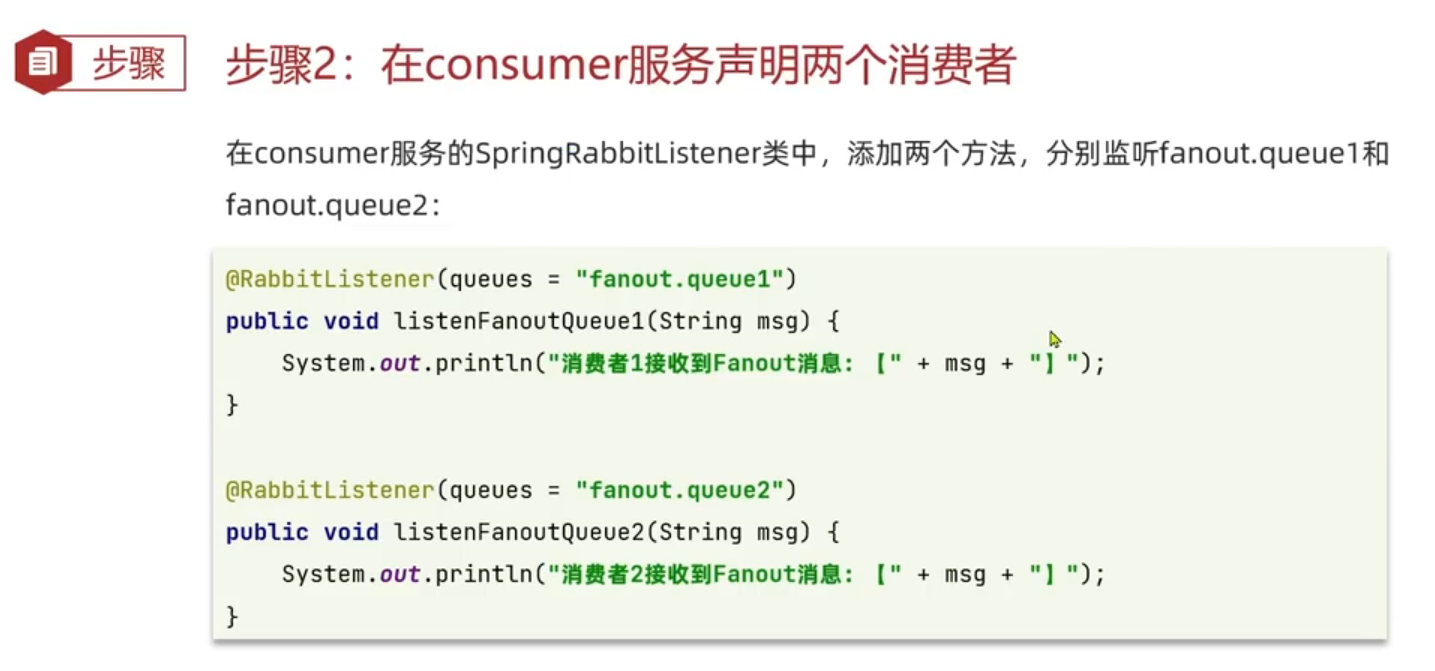 步骤
步骤2：在consumer服务声明两个消费者
在consumer服务的SpringRabbitListener类中，添加两个方法，分别监听fanout.queue1和
fanout.queue2：
@RabbitListener(queues = "fanout.queue1")
public void listenFanoutQueue1(String msg) {
    System.out.println("消费者1接收到Fanout消息：【" + msg + "】");
}
@RabbitListener(queues = "fanout.queue2")
public void listenFanoutQueue2(String msg) {
    System.out.println("消费者2接收到Fanout消息：【" + msg + "】");
}